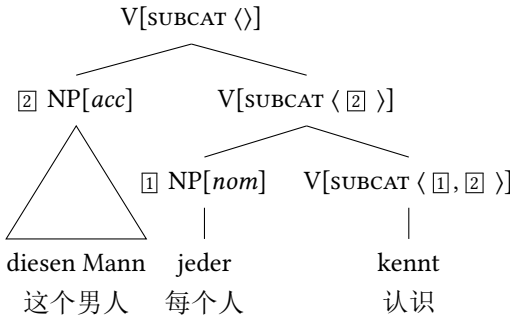 V[SUBCAT ⟨⟩]
[2] NP[acc] V[SUBCAT ⟨ [2] ⟩]
[1] NP[nom] V[SUBCAT ⟨ [1], [2] ⟩]
diesen Mann jeder kennt
这个男人 每个人 认识